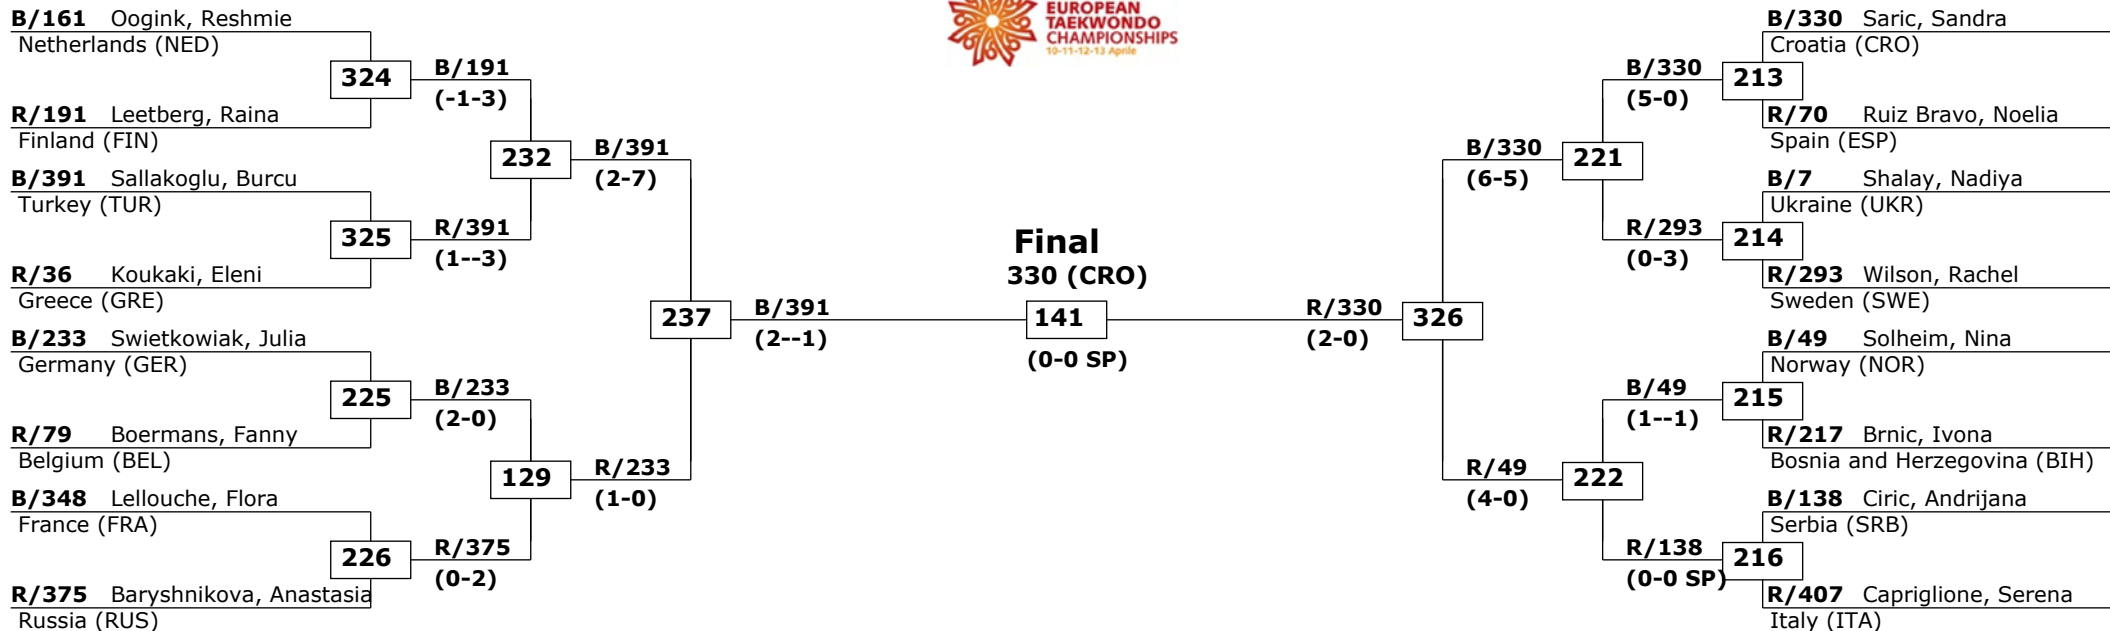 EUROPEAN
TAEKWONDO
CHAMPIONSHIPS
10-11-12-13 Aprile
B/161 Oogink, Reshmie
Netherlands (NED)
324
B/191
(-1-3)
R/191 Leetberg, Raina
Finland (FIN)
232
B/391
(2-7)
B/391 Sallakoglu, Burcu
Turkey (TUR)
325
R/391
(1--3)
R/36 Koukaki, Eleni
Greece (GRE)
237
B/391
(2--1)
B/233 Swietkowiak, Julia
Germany (GER)
225
B/233
(2-0)
R/79 Boermans, Fanny
Belgium (BEL)
129
R/233
(1-0)
B/348 Lellouche, Flora
France (FRA)
226
R/375
(0-2)
R/375 Baryshnikova, Anastasia
Russia (RUS)
Final
330 (CRO)
141
(0-0 SP)
B/330 Saric, Sandra
Croatia (CRO)
B/330
(5-0)
213
R/70 Ruiz Bravo, Noelia
Spain (ESP)
B/330
(6-5)
221
B/7 Shalay, Nadiya
Ukraine (UKR)
R/293
(0-3)
214
R/293 Wilson, Rachel
Sweden (SWE)
R/330
(2-0)
326
B/49 Solheim, Nina
Norway (NOR)
B/49
(1--1)
215
R/217 Brnic, Ivona
Bosnia and Herzegovina (BIH)
R/49
(4-0)
222
B/138 Ciric, Andrijana
Serbia (SRB)
R/138
(0-0 SP)
216
R/407 Capriglione, Serena
Italy (ITA)